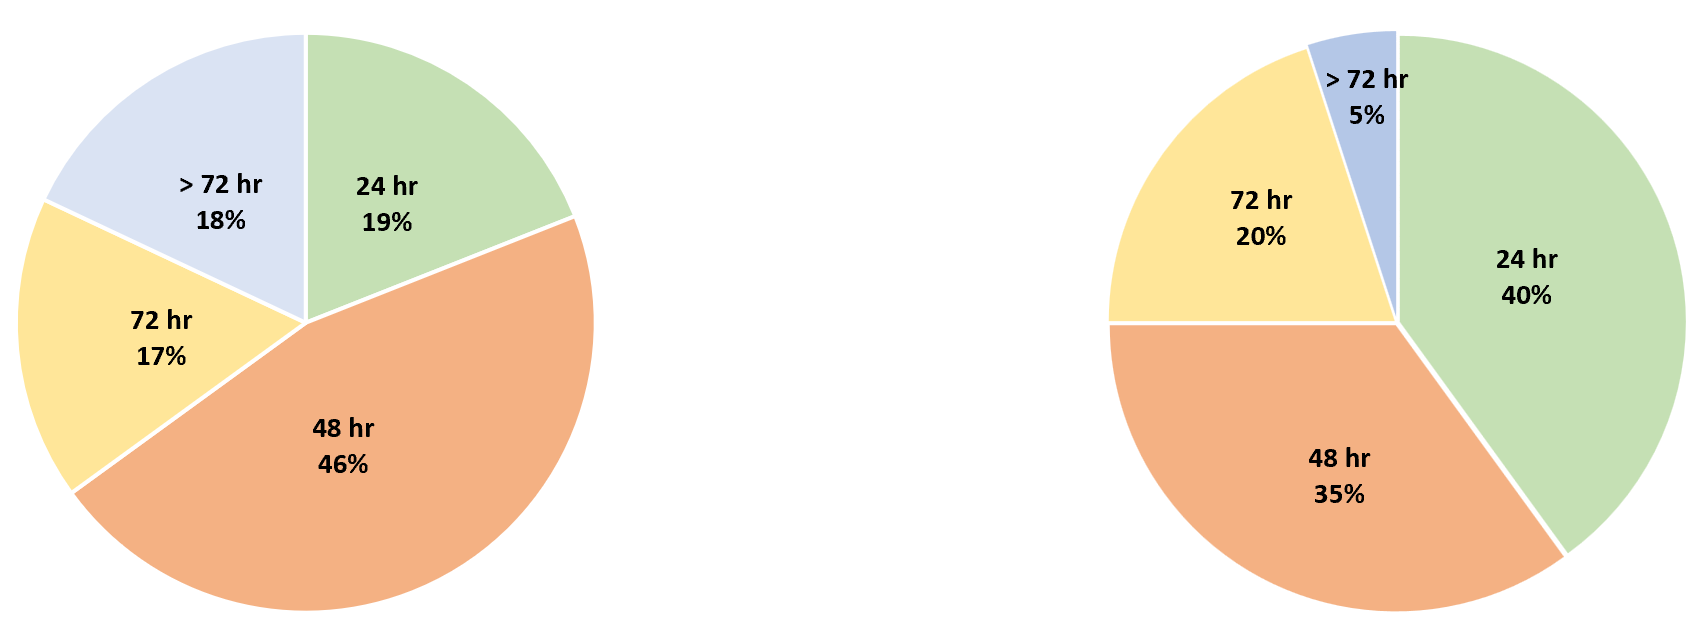 24 hr
19%
48 hr
46%
72 hr
17%
> 72 hr
18%
24 hr
40%
48 hr
35%
72 hr
20%
> 72 hr
5%